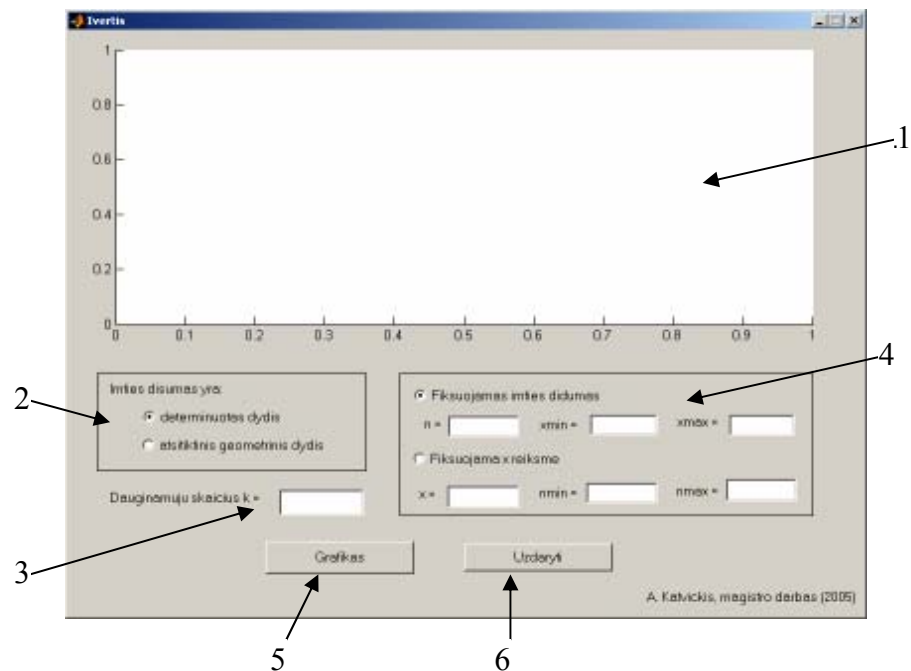 Ivertis
1
0.8
0.6
0.4
0.2
0
0 0.1 0.2 0.3 0.4 0.5 0.6 0.7 0.8 0.9 1
.1
2
Imties disumas yra:
determinuotas dydis
atsitiktinis geometrinis dydis
4
Fiksuojamas imties didumas
n = xmin = xmax =
Fiksuojama x reiksme
x = nmin = nmax =
3
Dauginamuju skaicius k =
Grafikas
Uzdaryti
A. Katvickis, magistro darbas (2005)
5
6